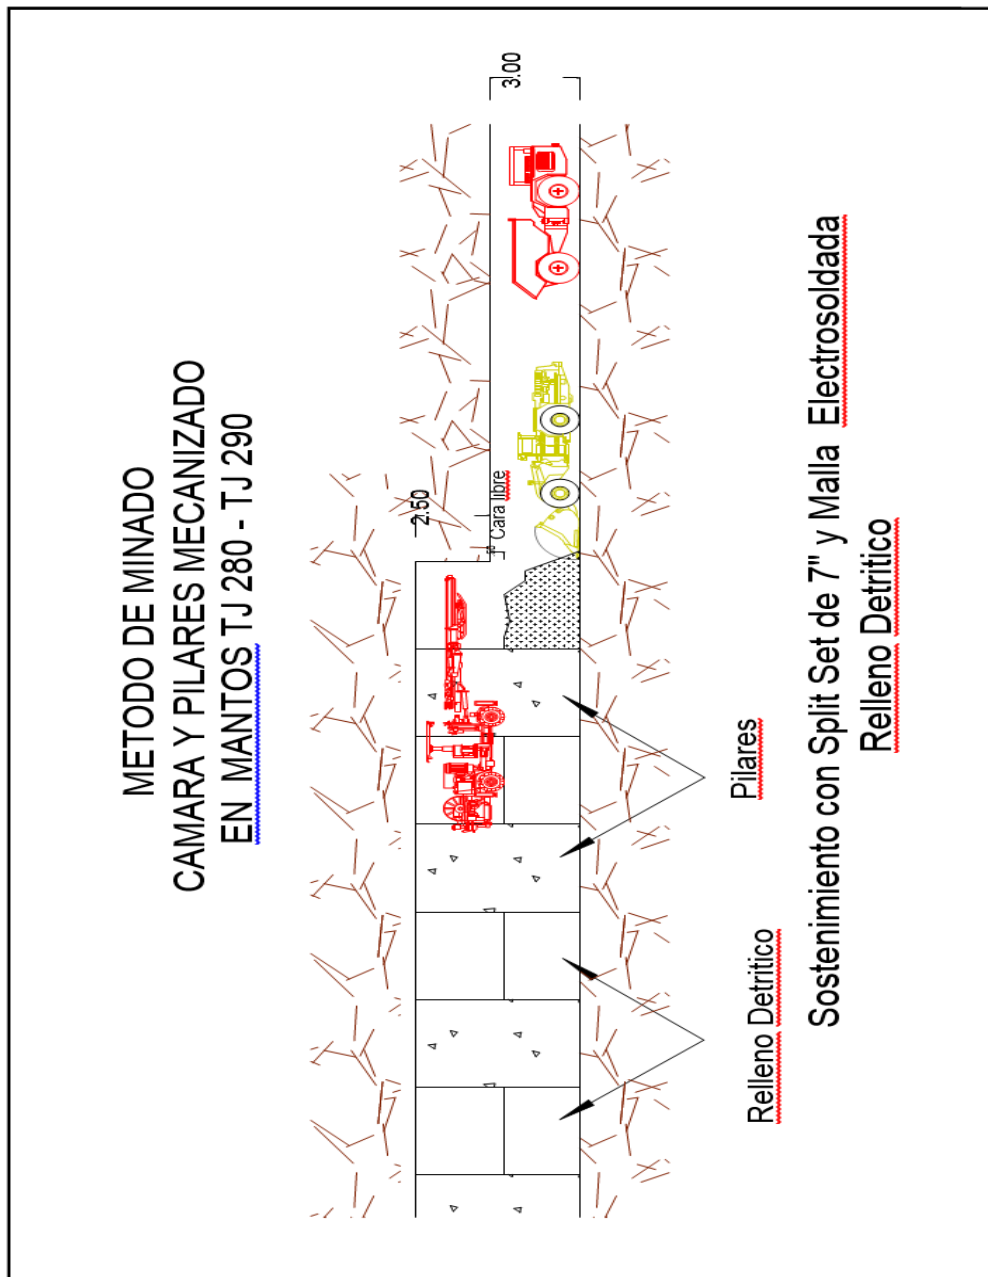 METODO DE MINADO
CAMARA Y PILARES MECANIZADO
EN MANTOS TJ 280 - TJ 290
3.00
2.50
Cara libre
Pilares
Relleno Detritico
Sostenimiento con Split Set de 7" y Malla Electrosoldada
Relleno Detritico